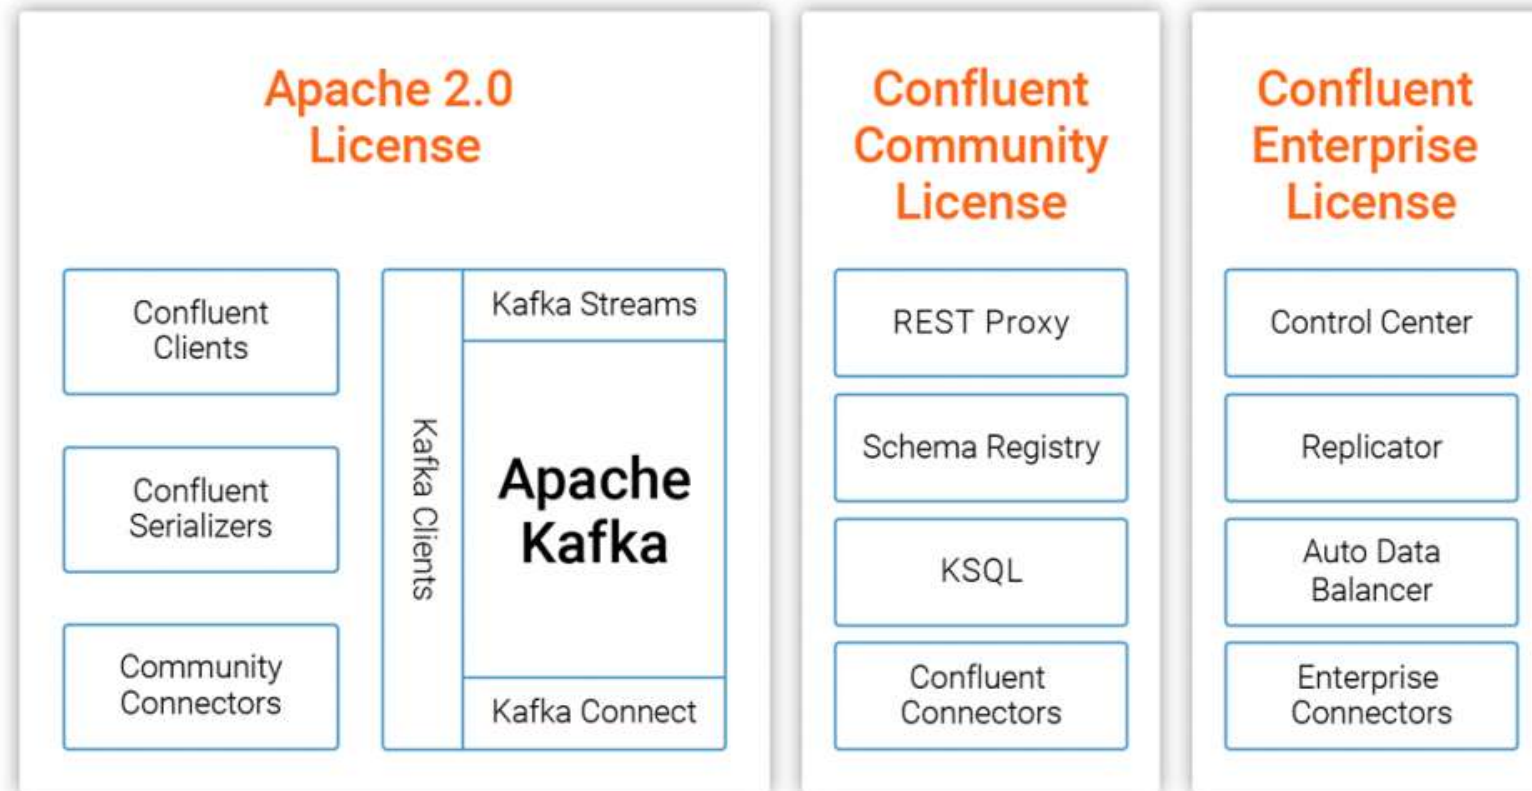 Apache 2.0
License
Confluent
Clients
Confluent
Serializers
Community
Connectors
Kafka Clients
Kafka Streams
Apache
Kafka
Kafka Connect
Confluent
Community
License
REST Proxy
Schema Registry
KSQL
Confluent
Connectors
Confluent
Enterprise
License
Control Center
Replicator
Auto Data
Balancer
Enterprise
Connectors